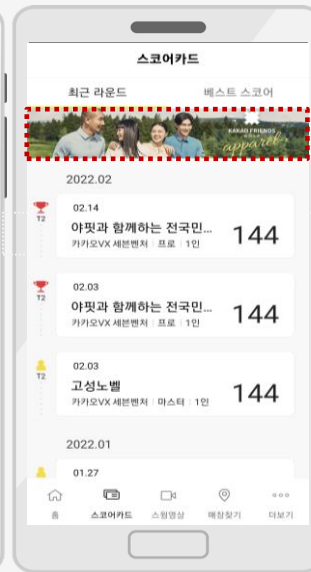 스코어카드
최근 라운드
베스트 스코어
KAKAO FRIENDS
GOLF
apparel
2022.02
T2
02.14
야핏과 함께하는 전국민...
카카오VX 세븐벤처 | 프로 | 1인
144
T2
02.03
야핏과 함께하는 전국민...
카카오VX 세븐벤처 | 프로 | 1인
144
T2
02.03
고성노벨
카카오VX 세븐벤처 | 마스터 | 1인
144
2022.01
01.27
홈
스코어카드
스윙영상
매장찾기
더보기